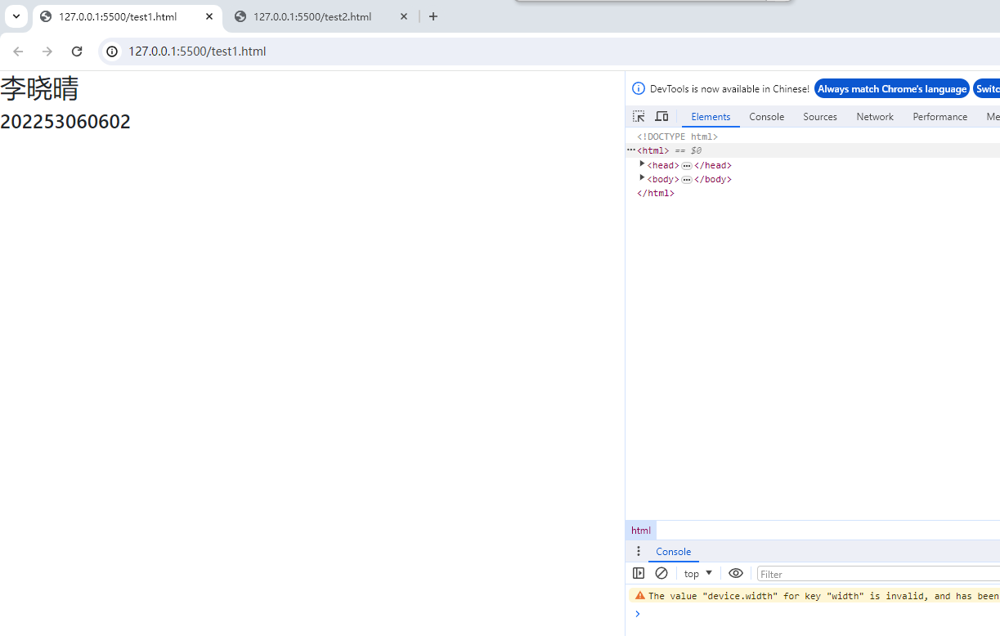 127.0.0.1:5500/test1.html
127.0.0.1:5500/test2.html
127.0.0.1:5500/test1.html
李晓晴
202253060602
DevTools is now available in Chinese! Always match Chrome's language Switc
Elements Console Sources Network Performance Me
<!DOCTYPE html>
<html> == $0
<head> </head>
<body> </body>
</html>
html
Console
top Filter
The value "device.width" for key "width" is invalid, and has been